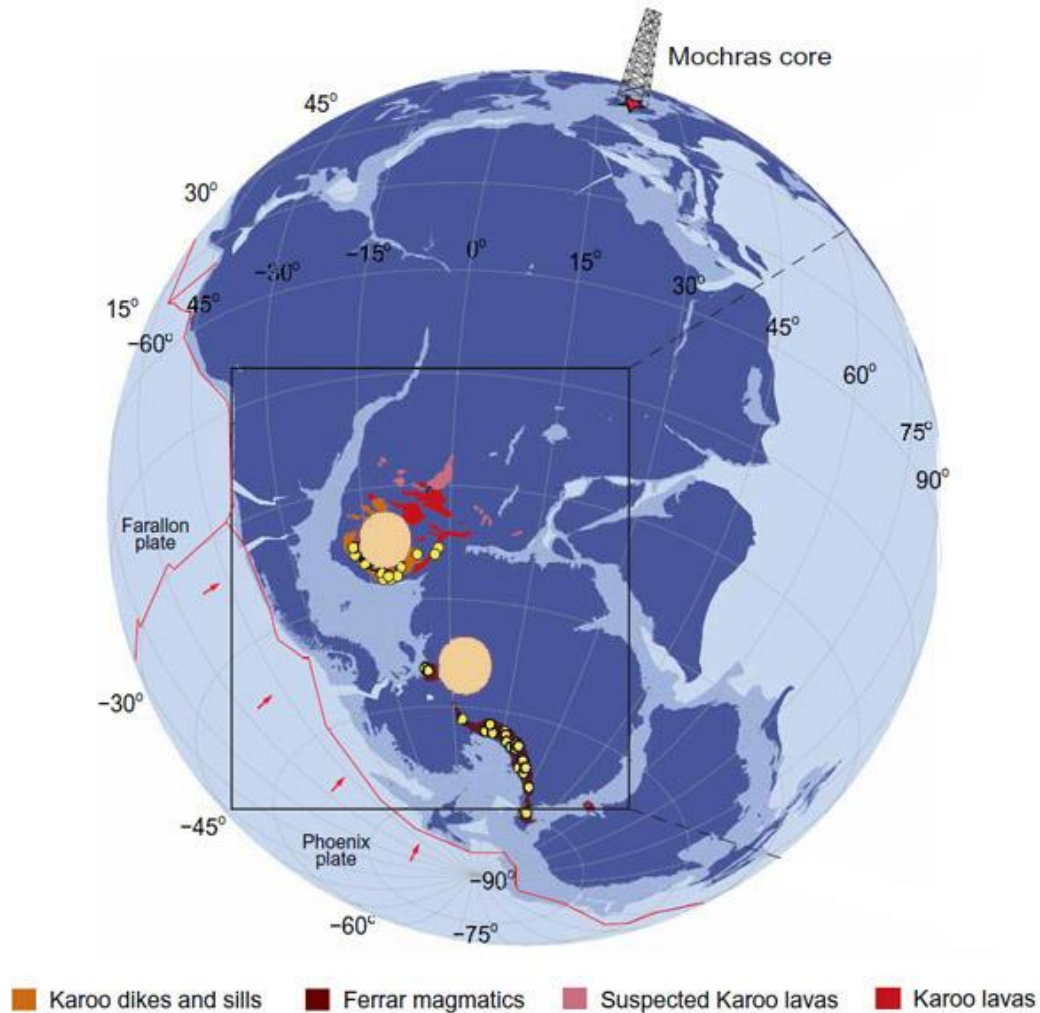 Mochras core
45°
30°
−15°
0°
−30°
15°
15°
45°
30°
−60°
45°
60°
75°
90°
Farallon
plate
−30°
−45°
Phoenix
plate
−90°
−60°
−75°
Karoo dikes and sills
Ferrar magmatics
Suspected Karoo lavas
Karoo lavas